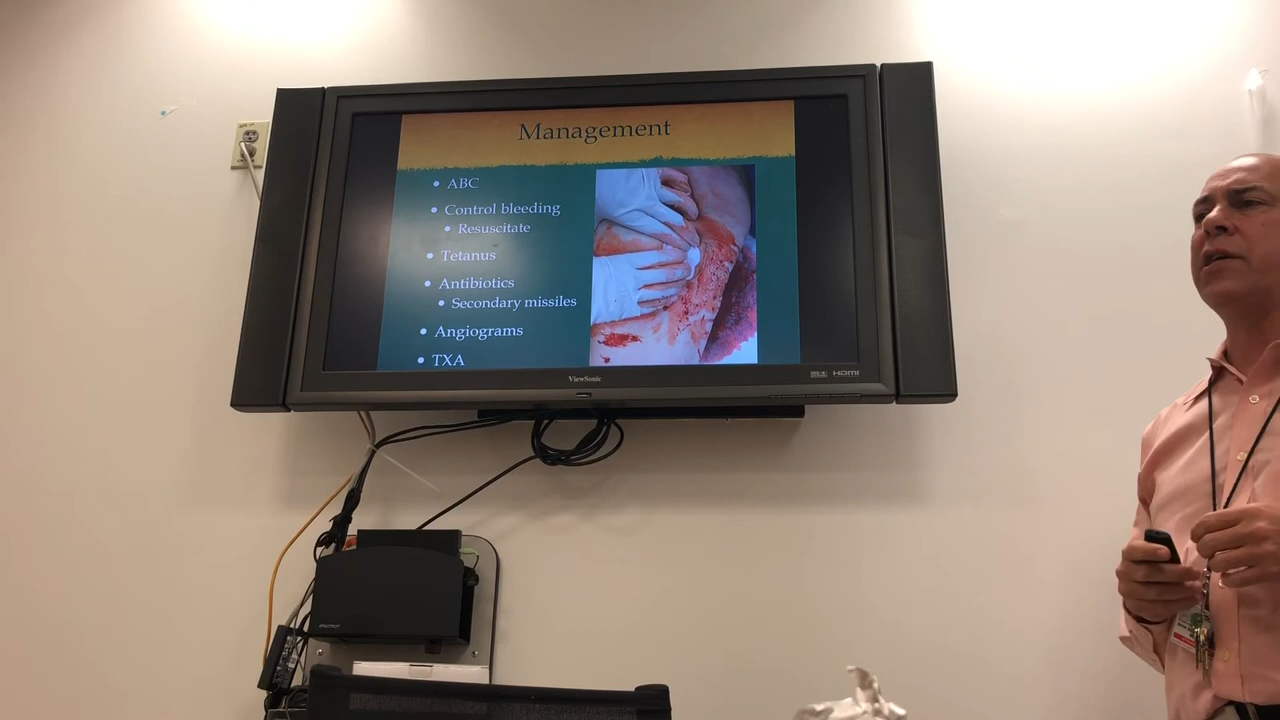 Management
ABC
Control bleeding
Resuscitate
Tetanus
Antibiotics
Secondary missiles
Angiograms
TXA
ViewSonic
HDMI